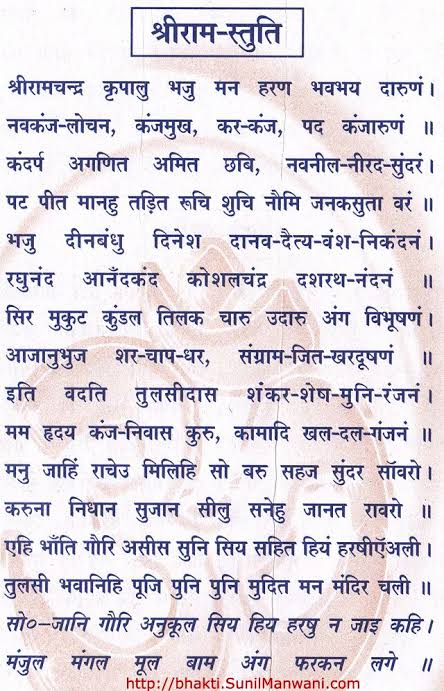 श्रीराम-स्तुति
श्रीरामचन्द्र कृपालु भजु मन हरण भवभय दारुणं।
नवकंज-लोचन, कंजमुख, कर-कंज, पद कंजारुणं ॥
कंदर्प अगणित अमित छबि, नवनील-नीरद-सुंदरं।
पट पीत मानहु तड़ित रूचि शुचि नौमि जनकसुता वरं ॥
भजु दीनबंधु दिनेश दानव-दैत्य-वंश-निकंदनं।
रघुनंद आनँदकंद कोशलचंद्र दशरथ-नंदनं ॥
सिर मुकुट कुंडल तिलक चारु उदारु अंग विभूषणं।
आजानुभुज शर-चाप-धर, संग्राम-जित-खरदूषणं ॥
इति वदति तुलसीदास शंकर-शेष-मुनि-रंजनं।
मम हृदय कंज-निवास कुरु, कामादि खल-दल-गंजनं ॥
मनु जाहिं राचेउ मिलिहि सो बरु सहज सुंदर साँवरो।
करुना निधान सुजान सीलु सनेहु जानत रावरो ॥
एहि भाँति गौरि असीस सुनि सिय सहित हियं हरषीऍअली।
तुलसी भवानिहि पूजि पुनि पुनि मुदित मन मंदिर चली ॥
सो०-जानि गौरि अनुकूल सिय हिय हरषु न जाइ कहि।
मंजुल मंगल मूल बाम अंग फरकन लगे ॥
http://bhakti.SunilManwani.com